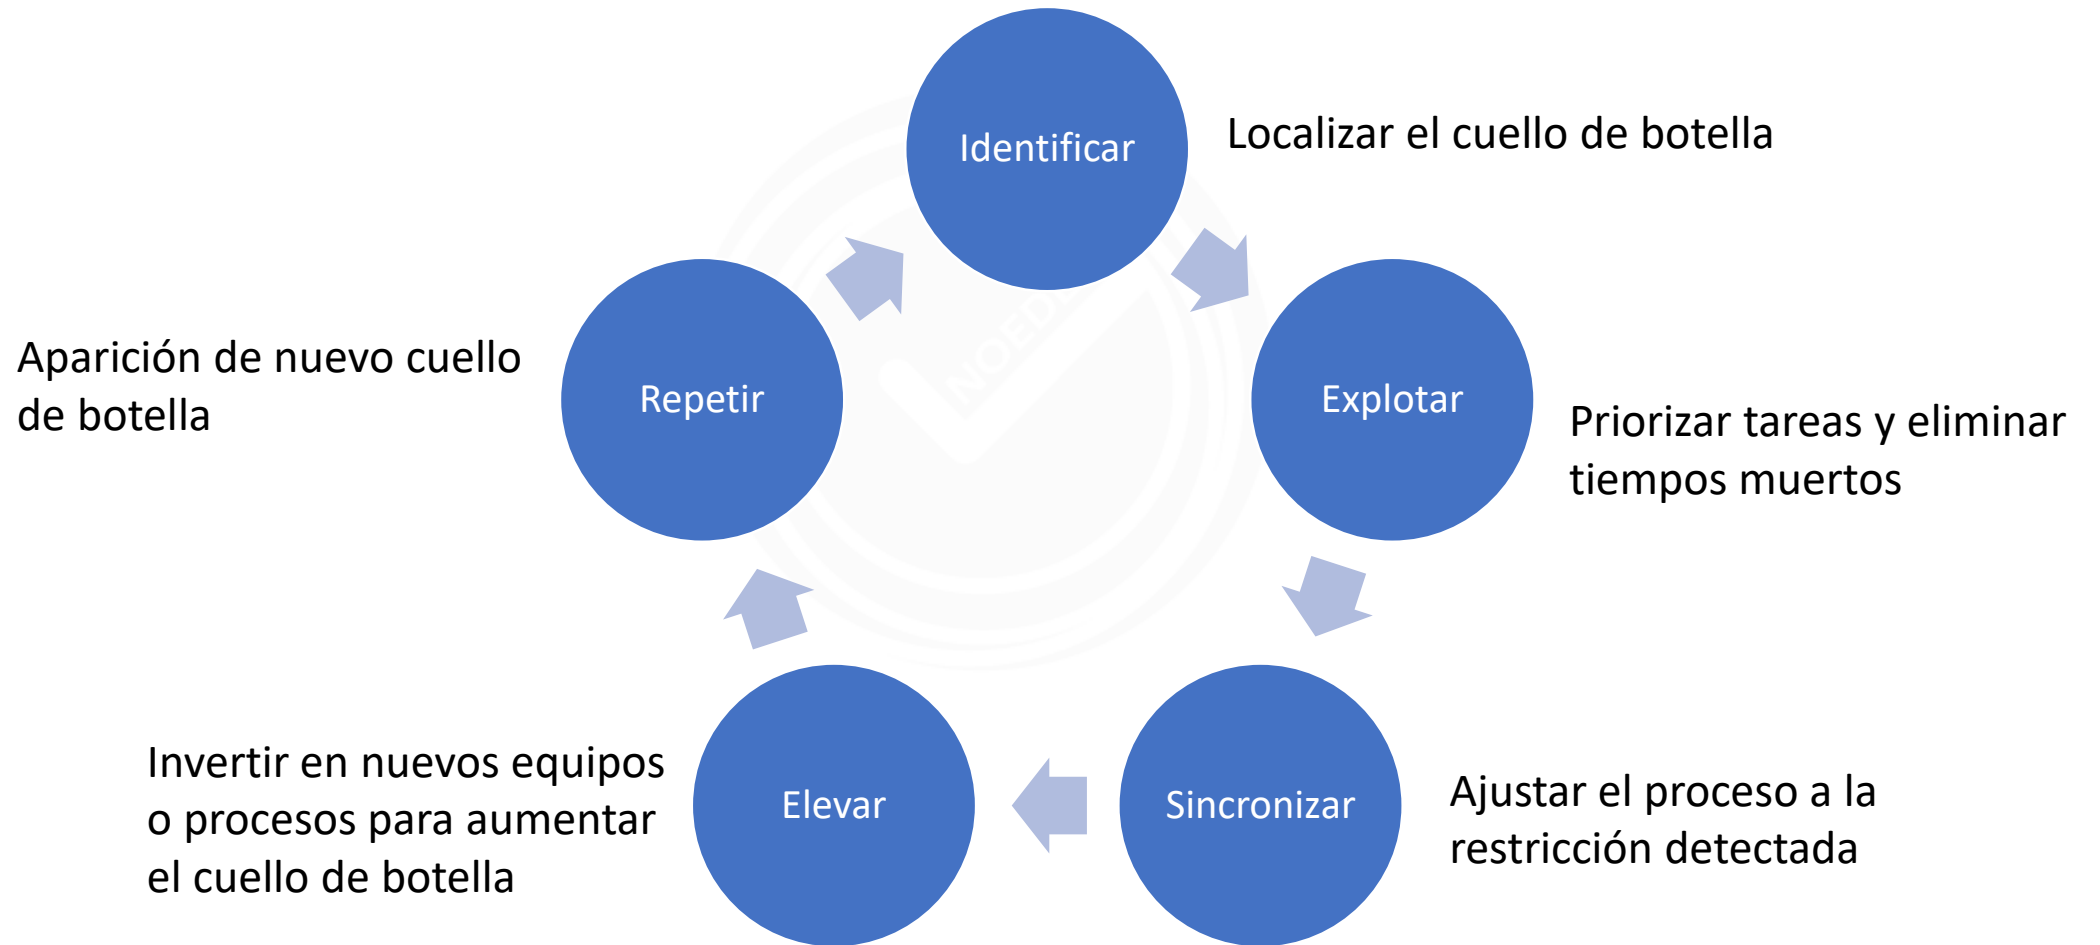 Identificar
Localizar el cuello de botella
Explotar
Priorizar tareas y eliminar
tiempos muertos
Sincronizar
Ajustar el proceso a la
restricción detectada
Elevar
Invertir en nuevos equipos
o procesos para aumentar
el cuello de botella
Repetir
Aparición de nuevo cuello
de botella